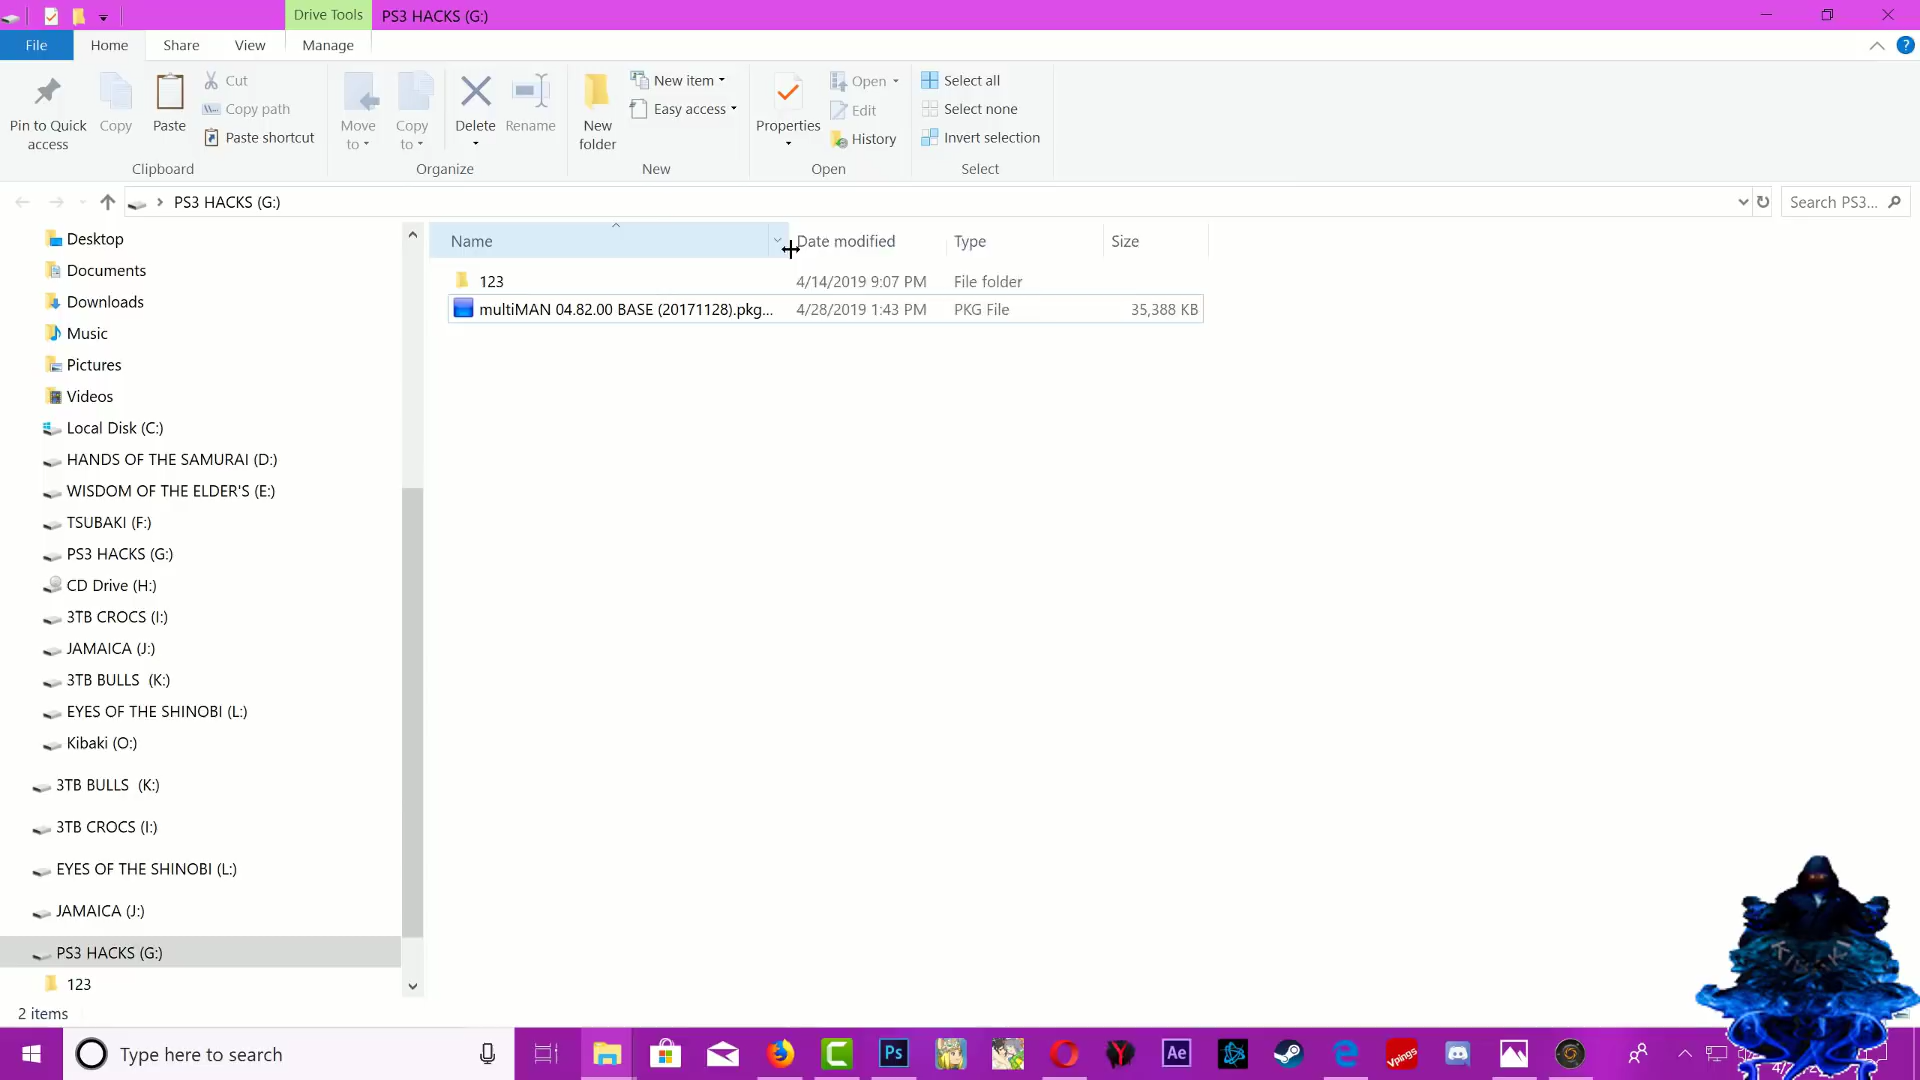 Drive Tools PS3 HACKS (G:)
File Home Share View Manage
Pin to Quick access
Copy
Paste
Cut
Copy path
Paste shortcut
Clipboard
Move to
Copy to
Delete
Rename
Organize
New folder
New item
Easy access
New
Properties
Open
Edit
History
Open
Select all
Select none
Invert selection
Select
PS3 HACKS (G:)
Search PS3...
Desktop
Documents
Downloads
Music
Pictures
Videos
Local Disk (C:)
HANDS OF THE SAMURAI (D:)
WISDOM OF THE ELDER'S (E:)
TSUBAKI (F:)
PS3 HACKS (G:)
CD Drive (H:)
3TB CROCS (I:)
JAMAICA (J:)
3TB BULLS (K:)
EYES OF THE SHINOBI (L:)
Kibaki (O:)
3TB BULLS (K:)
3TB CROCS (I:)
EYES OF THE SHINOBI (L:)
JAMAICA (J:)
PS3 HACKS (G:)
123
Name Date modified Type Size
123 4/14/2019 9:07 PM File folder
multiMAN 04.82.00 BASE (20171128).pkg... 4/28/2019 1:43 PM PKG File 35,388 KB
2 items
Type here to search
Ps
Ae
Vpings